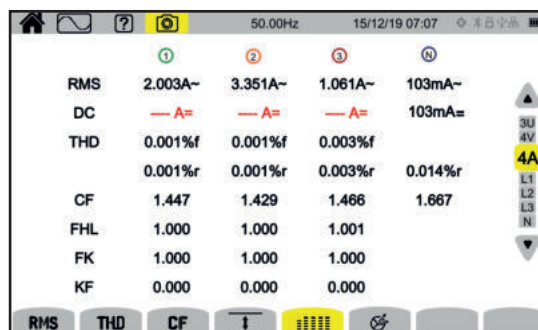 ? 50.00Hz 15/12/19 07:07
1 2 3 N
RMS 2.003A~ 3.351A~ 1.061A~ 103mA~
DC ---- A= ---- A= ---- A= 103mA=
THD 0.001%f 0.001%f 0.003%f
0.001%r 0.001%r 0.003%r 0.014%r
CF 1.447 1.429 1.466 1.667
FHL 1.000 1.000 1.001
FK 1.000 1.000 1.000
KF 0.000 0.000 0.000
3U
4V
4A
L1
L2
L3
N
RMS THD CF